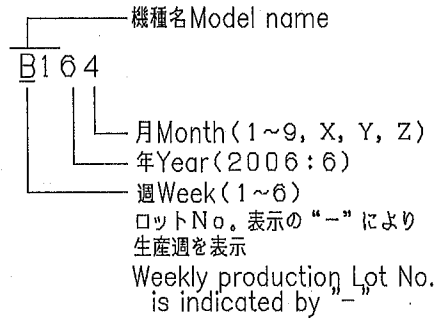 機種名Model name
B164
月Month(1~9, X, Y, Z)
年Year(2006:6)
週Week(1~6)
ロットNo。表示の“−”により
生産週を表示
Weekly production Lot No.
is indicated by ”−”